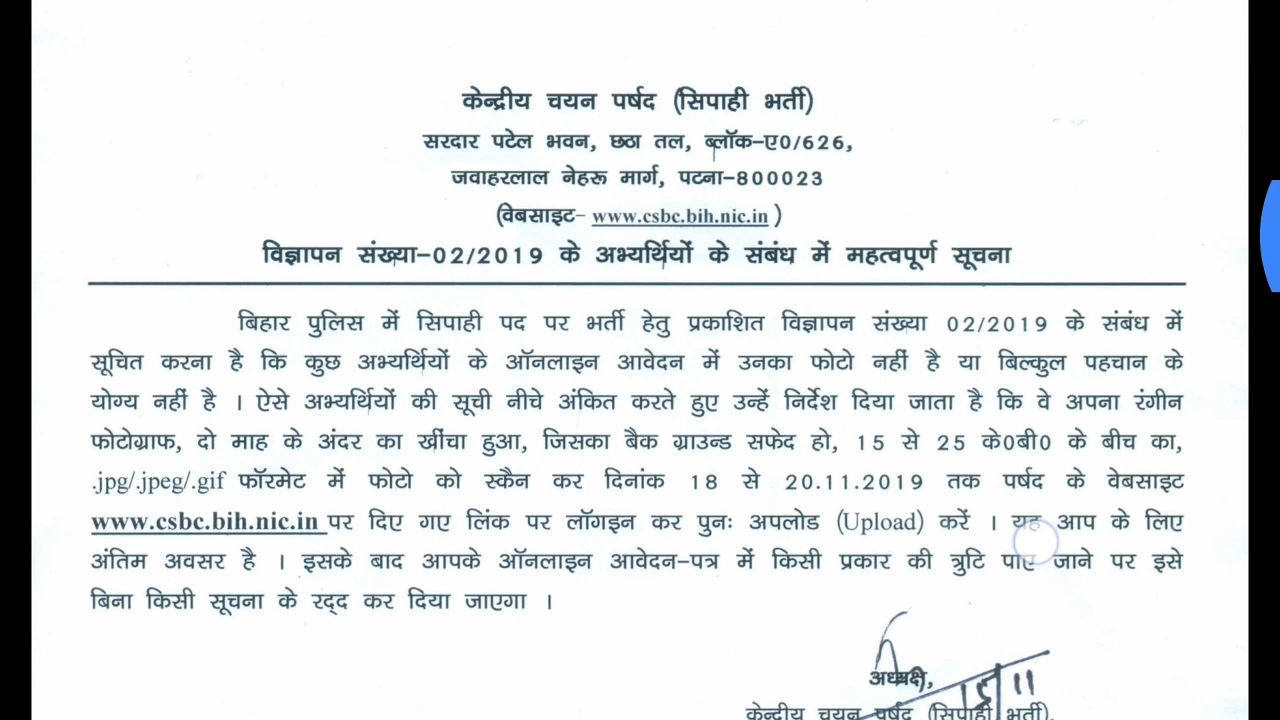 केन्द्रीय चयन पर्षद (सिपाही भर्ती)
सरदार पटेल भवन, छठा तल, ब्लॉक-ए0/626,
जवाहरलाल नेहरू मार्ग, पटना-800023
(वेबसाइट- www.csbc.bih.nic.in )
विज्ञापन संख्या-02/2019 के अभ्यर्थियों के संबंध में महत्वपूर्ण सूचना
बिहार पुलिस में सिपाही पद पर भर्ती हेतु प्रकाशित विज्ञापन संख्या 02/2019 के संबंध में
सूचित करना है कि कुछ अभ्यर्थियों के ऑनलाइन आवेदन में उनका फोटो नहीं है या बिल्कुल पहचान के
योग्य नहीं है । ऐसे अभ्यर्थियों की सूची नीचे अंकित करते हुए उन्हें निर्देश दिया जाता है कि वे अपना रंगीन
फोटोग्राफ, दो माह के अंदर का खींचा हुआ, जिसका बैक ग्राउन्ड सफेद हो, 15 से 25 के0बी0 के बीच का,
.jpg/.jpeg/.gif फॉरमेट में फोटो को स्कैन कर दिनांक 18 से 20.11.2019 तक पर्षद के वेबसाइट
www.csbc.bih.nic.in पर दिए गए लिंक पर लॉगइन कर पुनः अपलोड (Upload) करें । यह आप के लिए
अंतिम अवसर है । इसके बाद आपके ऑनलाइन आवेदन-पत्र में किसी प्रकार की त्रुटि पाए जाने पर इसे
बिना किसी सूचना के रद्द कर दिया जाएगा ।
अध्यक्ष,
केन्द्रीय चयन पर्षद (सिपाही भर्ती),